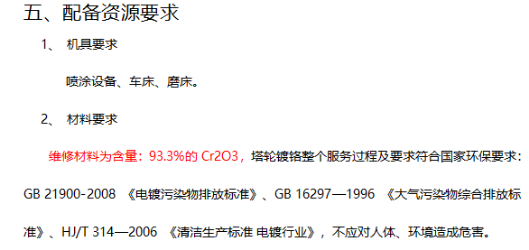 五、配备资源要求
1、 机具要求
喷涂设备、车床、磨床。
2、 材料要求
维修材料为含量：93.3%的 Cr2O3，塔轮镀铬整个服务过程及要求符合国家环保要求：
GB 21900-2008 《电镀污染物排放标准》、GB 16297—1996 《大气污染物综合排放标
准》、HJ/T 314—2006 《清洁生产标准 电镀行业》，不应对人体、环境造成危害。